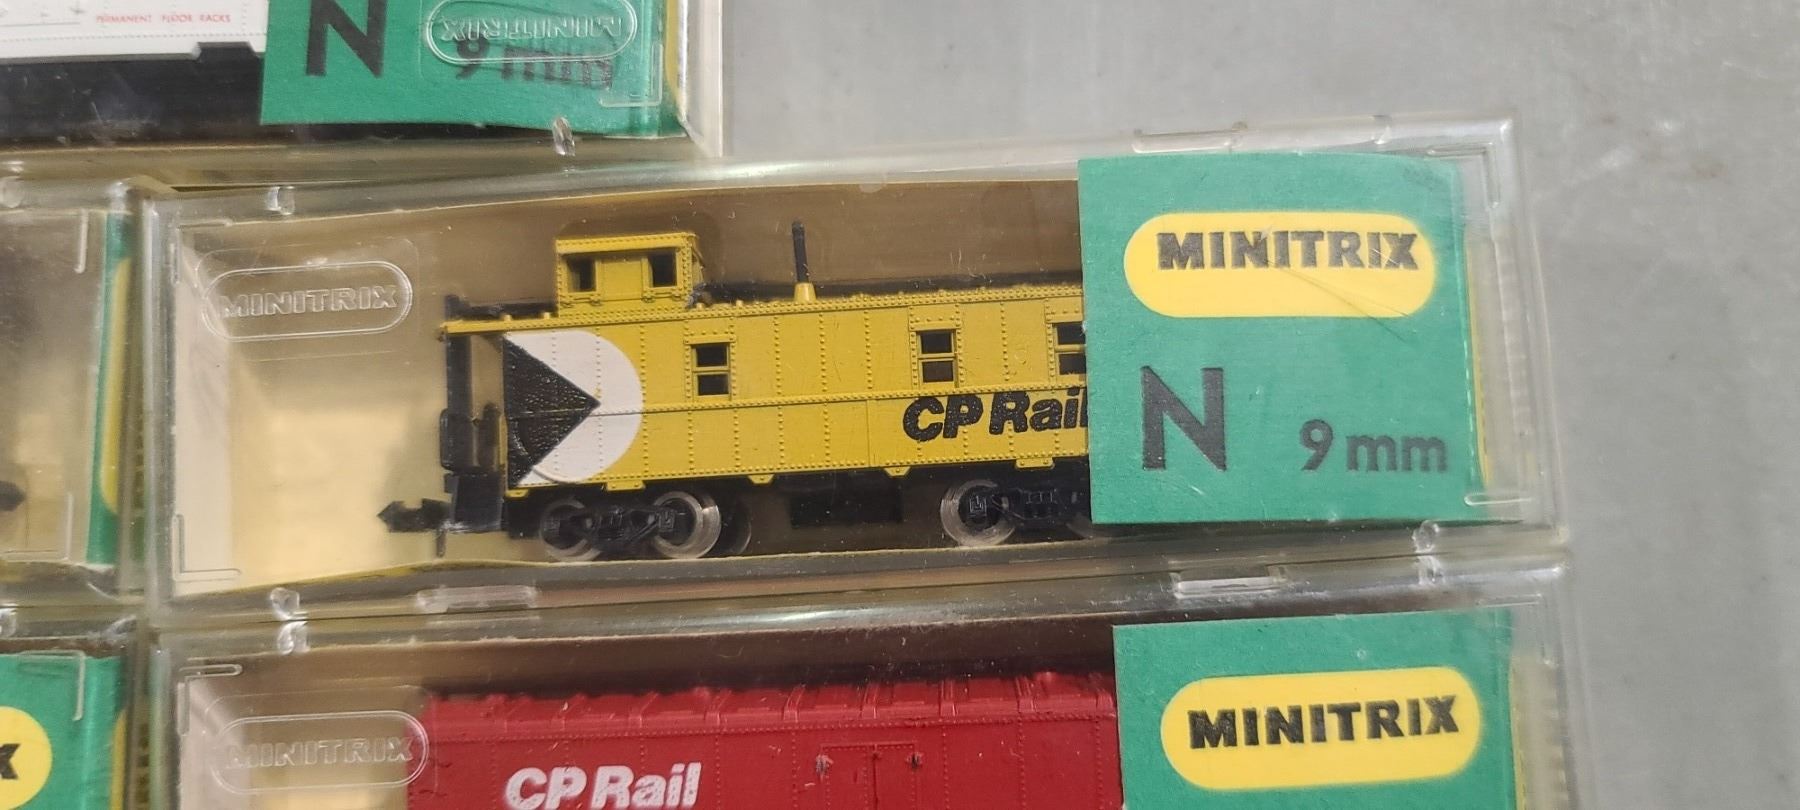 PERMANENT FLOOR RACKS
MINITRIX
N 9 mm
MINITRIX
MINITRIX
CP Rail
N 9 mm
MINITRIX
MINITRIX
CP Rail
X